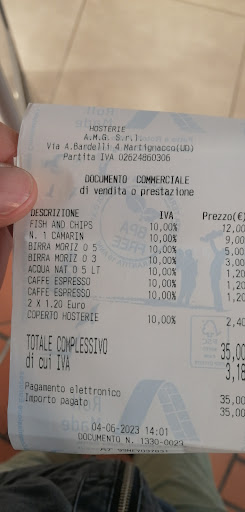 HOSTERIE
A.M.G. S.r.l.
Via A.Bardelli 4 Martignacco(UD)
Partita IVA 02624860306
DOCUMENTO COMMERCIALE
di vendita o prestazione
DESCRIZIONE IVA Prezzo(€
FISH AND CHIPS 10,00% 12,0
N. 1 CAMARIN 10,00% 9,00
BIRRA MORIZ 0 5 10,00% 5,00
BIRRA MORIZ 0 3 10,00% 3,00
ACQUA NAT 0 5 LT 10,00% 1,20
CAFFE ESPRESSO 10,00% 1,20
CAFFE ESPRESSO 10,00%
2 x 1.20 Euro
COPERTO HOSTERIE 10,00% 2,40
TOTALE COMPLESSIVO 35,00
di cui IVA 3,18
Pagamento elettronico 35,00
Importo pagato 35,00
04-06-2023 14:01
DOCUMENTO N. 1330-0023